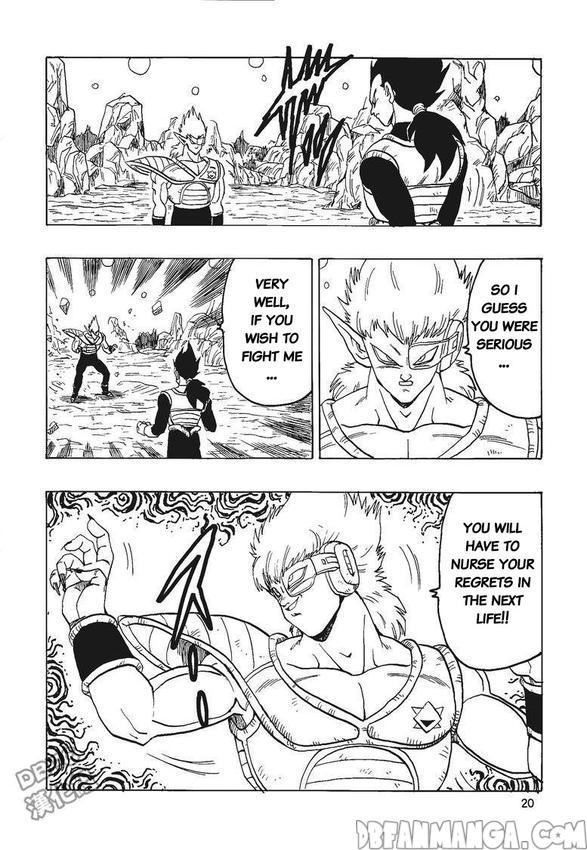 SO I
GUESS
YOU WERE
SERIOUS
...
VERY
WELL,
IF YOU
WISH TO
FIGHT ME
...
YOU WILL
HAVE TO
NURSE YOUR
REGRETS IN
THE NEXT
LIFE!!
20
DBFANMANGA.COM